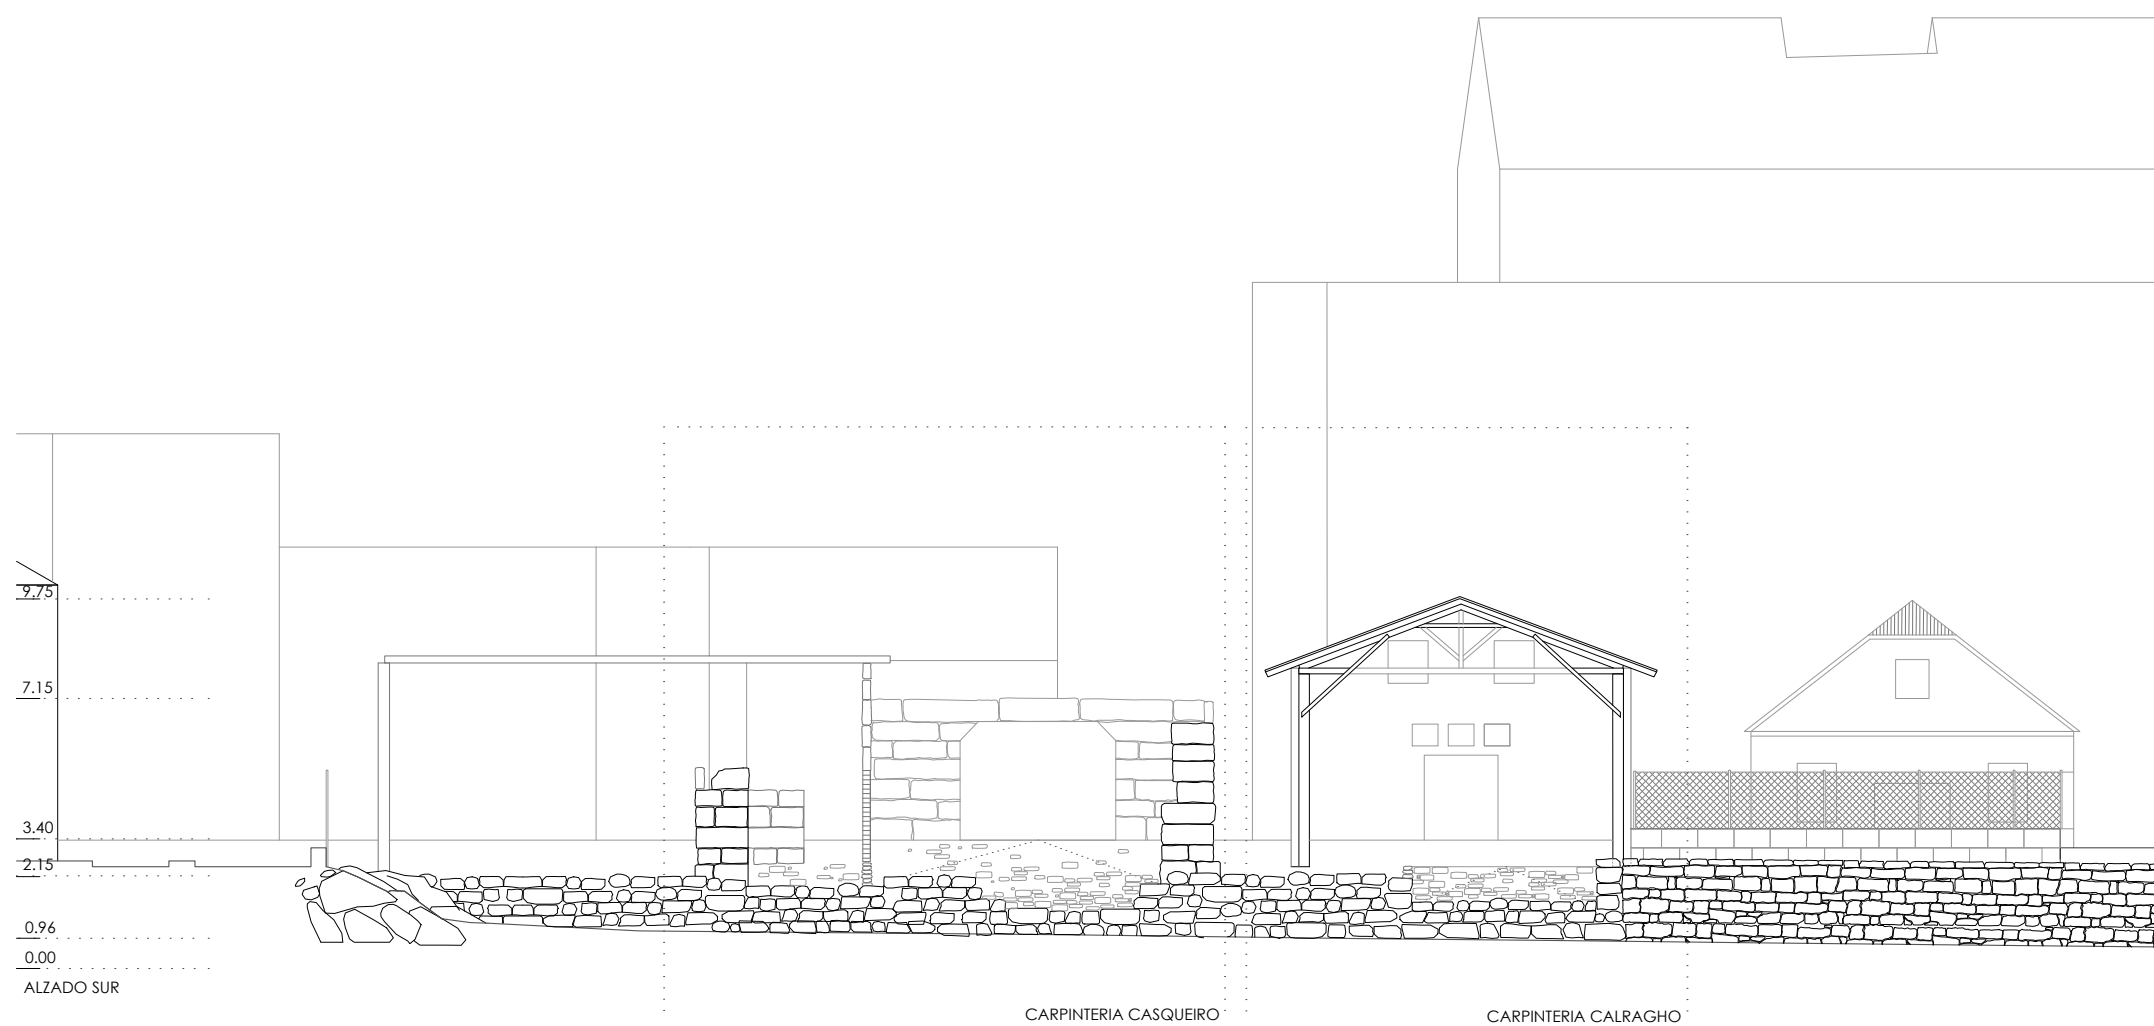 9.75
7.15
3.40
2.15
0.96
0.00
ALZADO SUR
CARPINTERIA CASQUEIRO
CARPINTERIA CALRAGHO